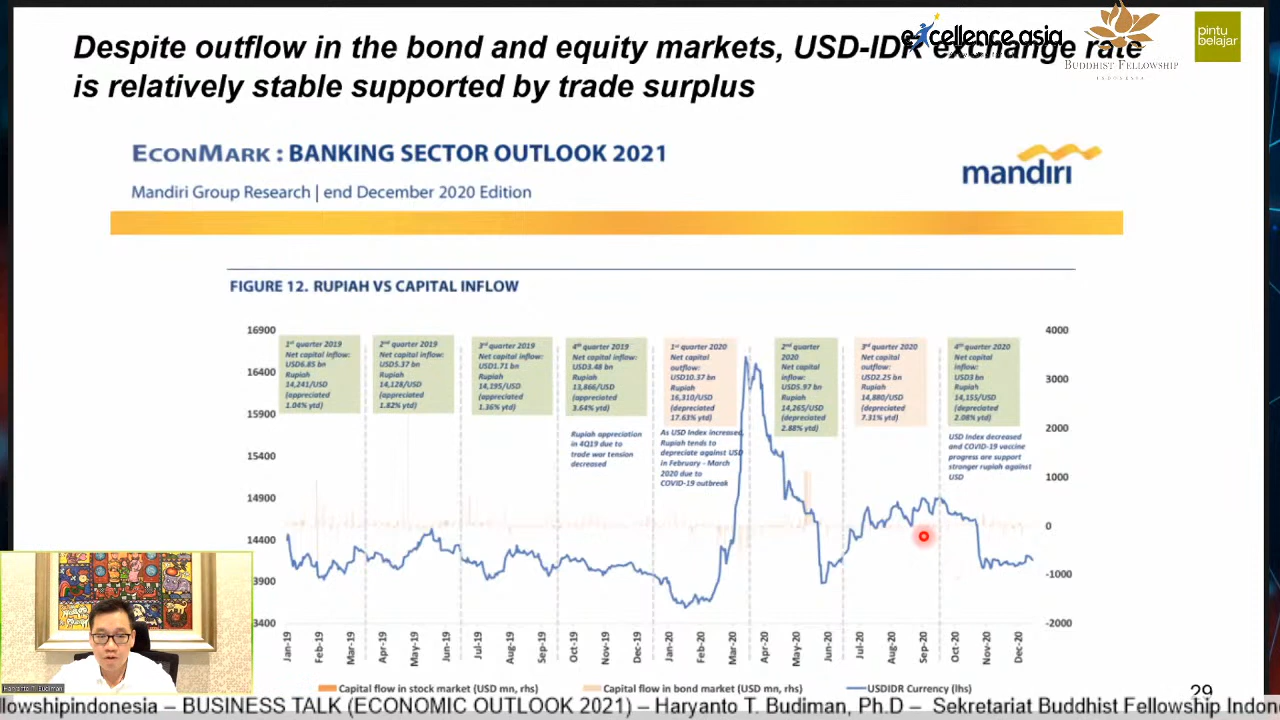 Despite outflow in the bond and equity markets, USD-IDR exchange rate
is relatively stable supported by trade surplus
excellence.asia
BUDDHIST FELLOWSHIP
INDONESIA
pintu
belajar
ECONMARK : BANKING SECTOR OUTLOOK 2021
Mandiri Group Research | end December 2020 Edition
mandiri
FIGURE 12. RUPIAH VS CAPITAL INFLOW
16900
16400
15900
15400
14900
14400
3900
3400
4000
3000
2000
1000
0
-1000
-2000
1st quarter 2019
Net capital
inflow:
USD6.85 bn
Rupiah
14,241/USD
(appreciated
1.04% ytd)
2nd quarter 2019
Net capital inflow:
USD5.37 bn
Rupiah
14,128/USD
(appreciated
1.82% ytd)
3rd quarter 2019
Net capital inflow:
USD1.71 bn
Rupiah
14,195/USD
(appreciated
1.36% ytd)
4th quarter 2019
Net capital inflow:
USD3.48 bn
Rupiah
13,866/USD
(appreciated
3.64% ytd)
Rupiah appreciation
in 4Q19 due to
trade war tension
decreased
1st quarter 2020
Net capital
outflow:
USD10.37 bn
Rupiah
16,310/USD
(depreciated
17.63% ytd)
As USD Index increased,
Rupiah tends to
depreciate against USD
in February - March
2020 due to
COVID-19 outbreak
2nd quarter
2020
Net capital
inflow:
USD5.97 bn
Rupiah
14,265/USD
(depreciated
2.88% ytd)
3rd quarter 2020
Net capital
outflow:
USD2.25 bn
Rupiah
14,880/USD
(depreciated
7.31% ytd)
4th quarter 2020
Net capital
inflow:
USD3 bn
Rupiah
14,155/USD
(depreciated
2.08% ytd)
USD Index decreased
and COVID-19 vaccine
progress are support
stronger rupiah against
USD
Jan-19
Feb-19
Mar-19
Apr-19
May-19
Jun-19
Jul-19
Aug-19
Sep-19
Oct-19
Nov-19
Dec-19
Jan-20
Feb-20
Mar-20
Apr-20
May-20
Jun-20
Jul-20
Aug-20
Sep-20
Oct-20
Nov-20
Dec-20
Capital flow in stock market (USD mn, rhs)
Capital flow in bond market (USD mn, rhs)
USDIDR Currency (lhs)
29
Haryanto T. Budiman
llowshipindonesia – BUSINESS TALK (ECONOMIC OUTLOOK 2021) – Haryanto T. Budiman, Ph.D – Sekretariat Buddhist Fellowship Indon